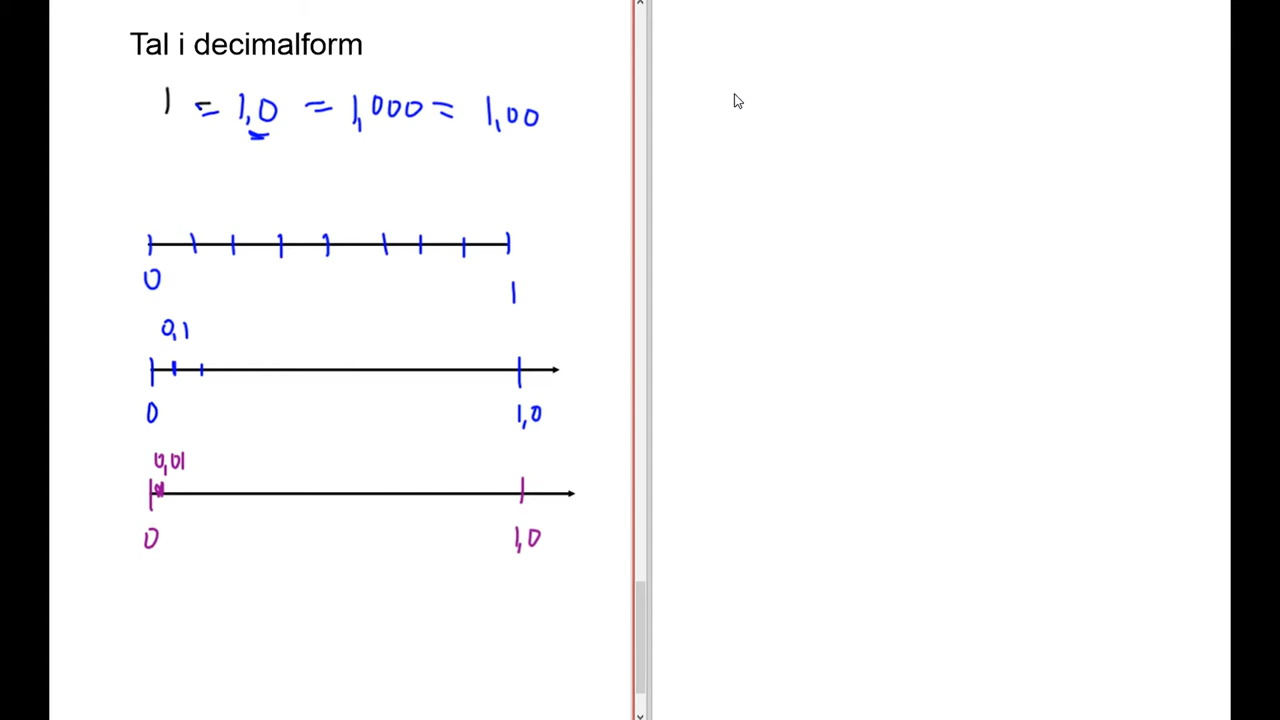 Tal i decimalform
1 = 1,0 = 1,000 = 1,00
0 1
0,1
0 1,0
0,01
0 1,0